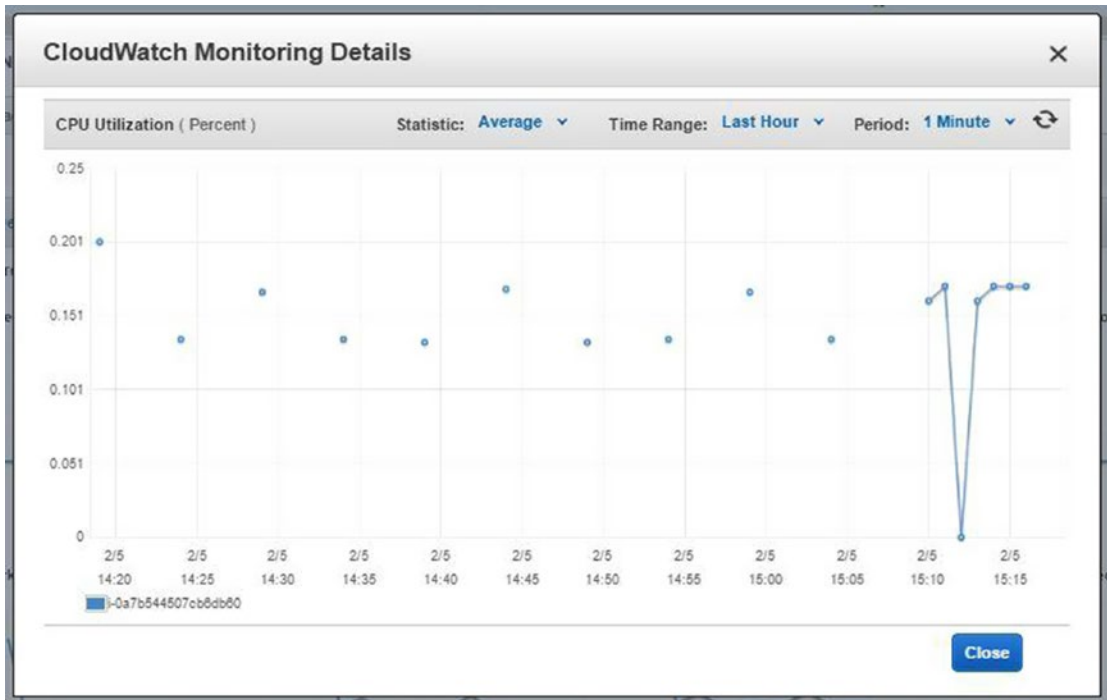 CloudWatch Monitoring Details
CPU Utilization ( Percent ) Statistic: Average Time Range: Last Hour Period: 1 Minute
0.25
0.201
0.151
0.101
0.051
0
2/5 2/5 2/5 2/5 2/5 2/5 2/5 2/5 2/5 2/5 2/5 2/5
14:20 14:25 14:30 14:35 14:40 14:45 14:50 14:55 15:00 15:05 15:10 15:15
i-0a7b544507cb6db60
Close